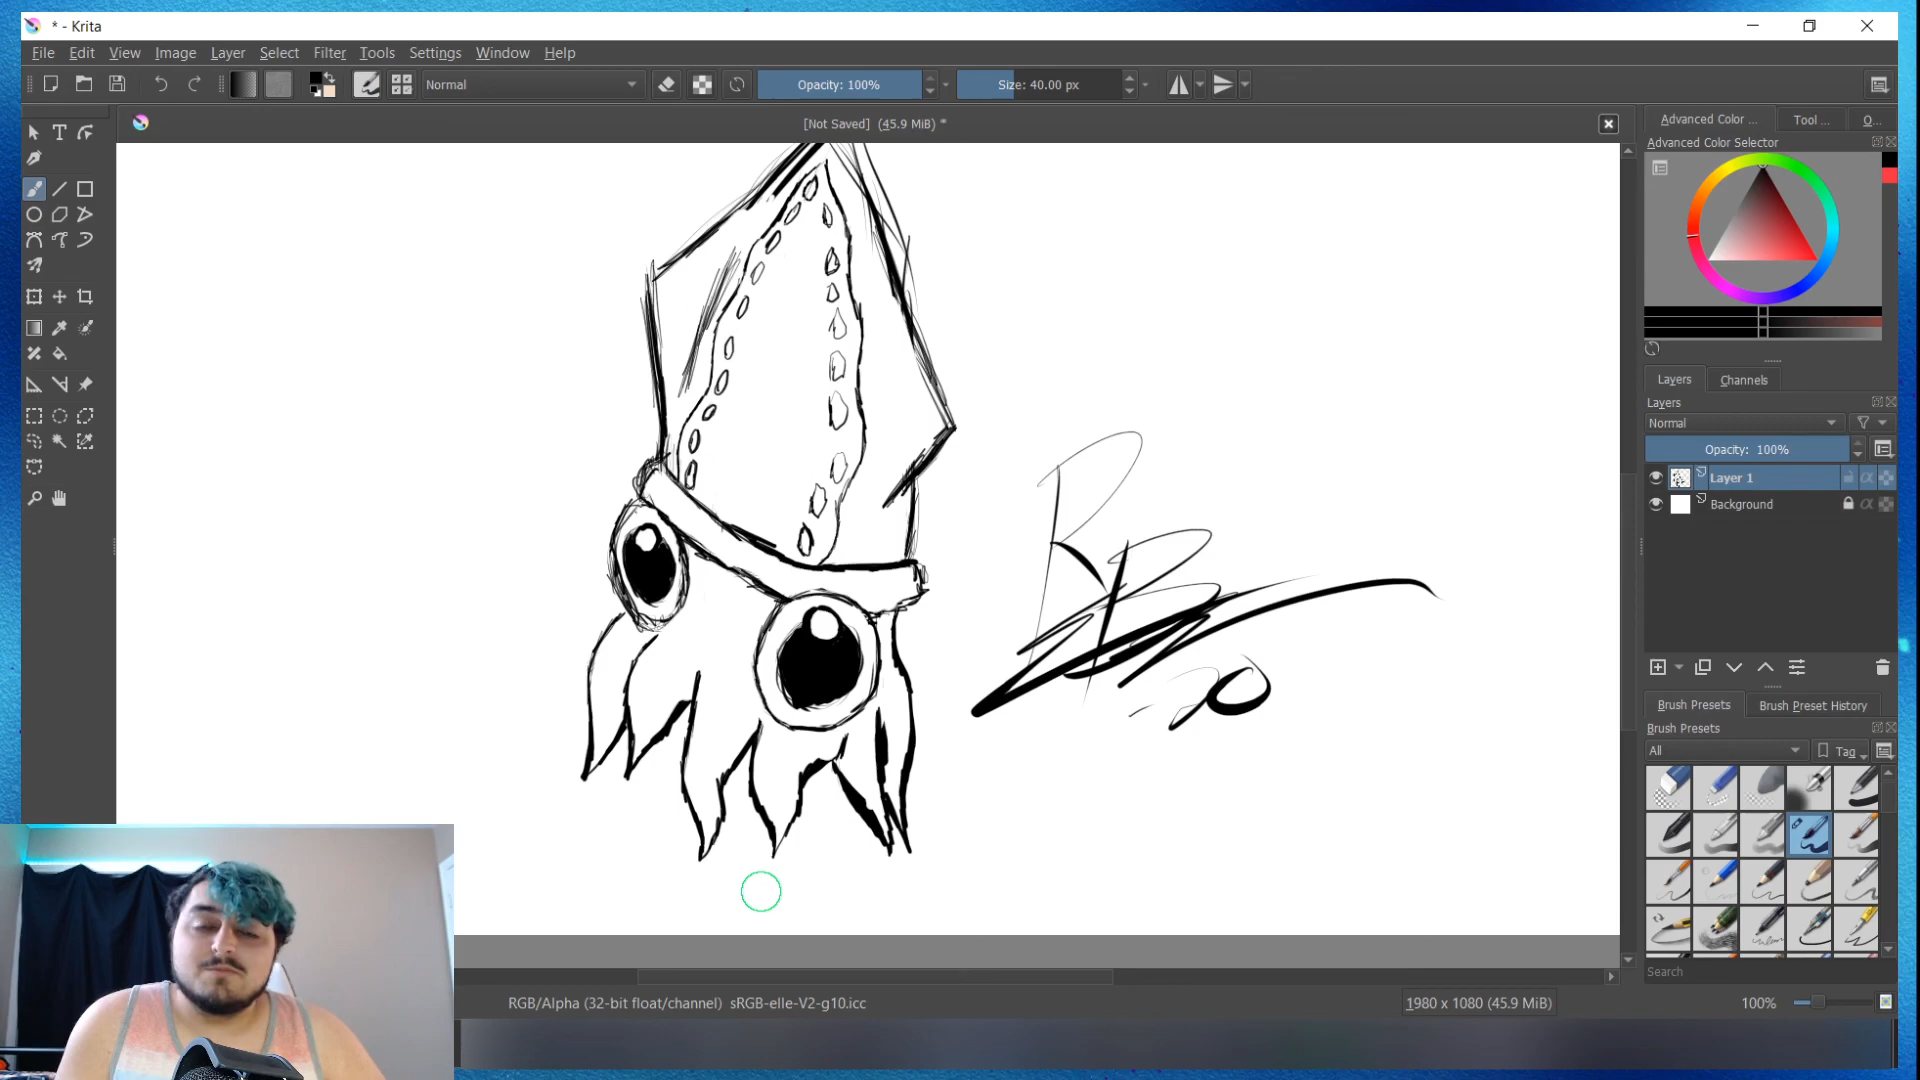 * - Krita
File Edit View Image Layer Select Filter Tools Settings Window Help
Normal Opacity: 100% Size: 40.00 px
[Not Saved] (45.9 MiB) *
Advanced Color ... Tool ... O...
Advanced Color Selector
Layers Channels
Layers
Normal
Opacity: 100%
Layer 1
Background
Brush Presets Brush Preset History
Brush Presets
All Tag
Search
RGB/Alpha (32-bit float/channel) sRGB-elle-V2-g10.icc 1980 x 1080 (45.9 MiB) 100%